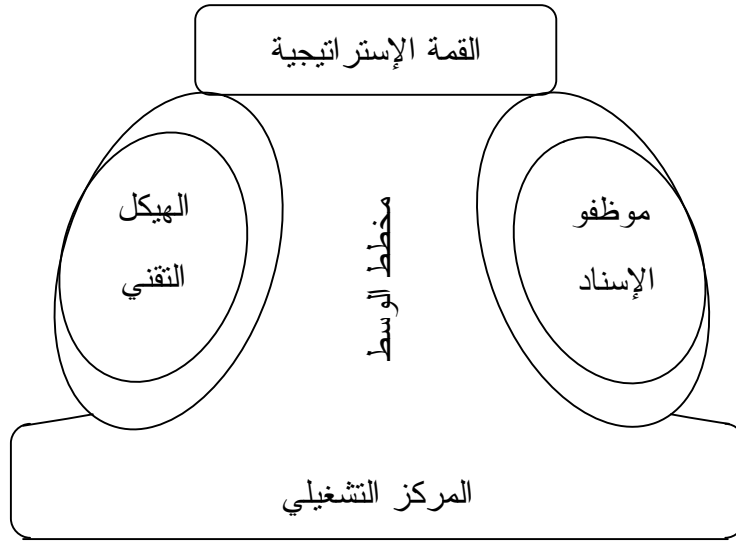 القمة الإستراتيجية
موظفو
الإسناد
مخطط الوسط
الهيكل
التقني
المركز التشغيلي